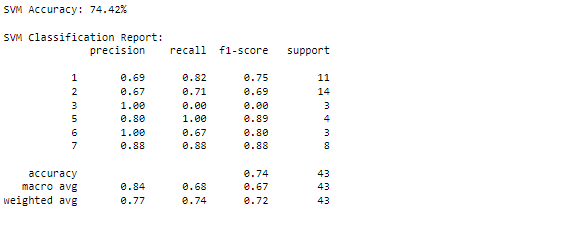 SVM Accuracy: 74.42%
SVM Classification Report:
precision recall f1-score support
1 0.69 0.82 0.75 11
2 0.67 0.71 0.69 14
3 1.00 0.00 0.00 3
5 0.80 1.00 0.89 4
6 1.00 0.67 0.80 3
7 0.88 0.88 0.88 8
accuracy 0.74 43
macro avg 0.84 0.68 0.67 43
weighted avg 0.77 0.74 0.72 43